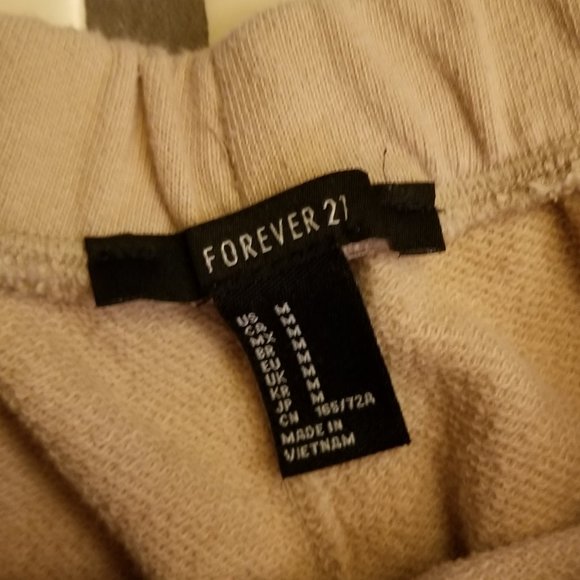 FOREVER 21
US M
CA M
MX M
BR M
EU M
UK M
KR M
JP M
CN 165/72A
MADE IN
VIETNAM